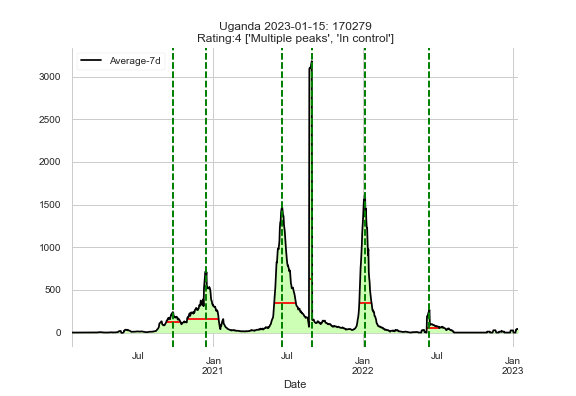 Uganda 2023-01-15: 170279
Rating:4 ['Multiple peaks', 'In control']
Average-7d
3000
2500
2000
1500
1000
500
0
Jul
Jan
2021
Jul
Jan
2022
Jul
Jan
2023
Date